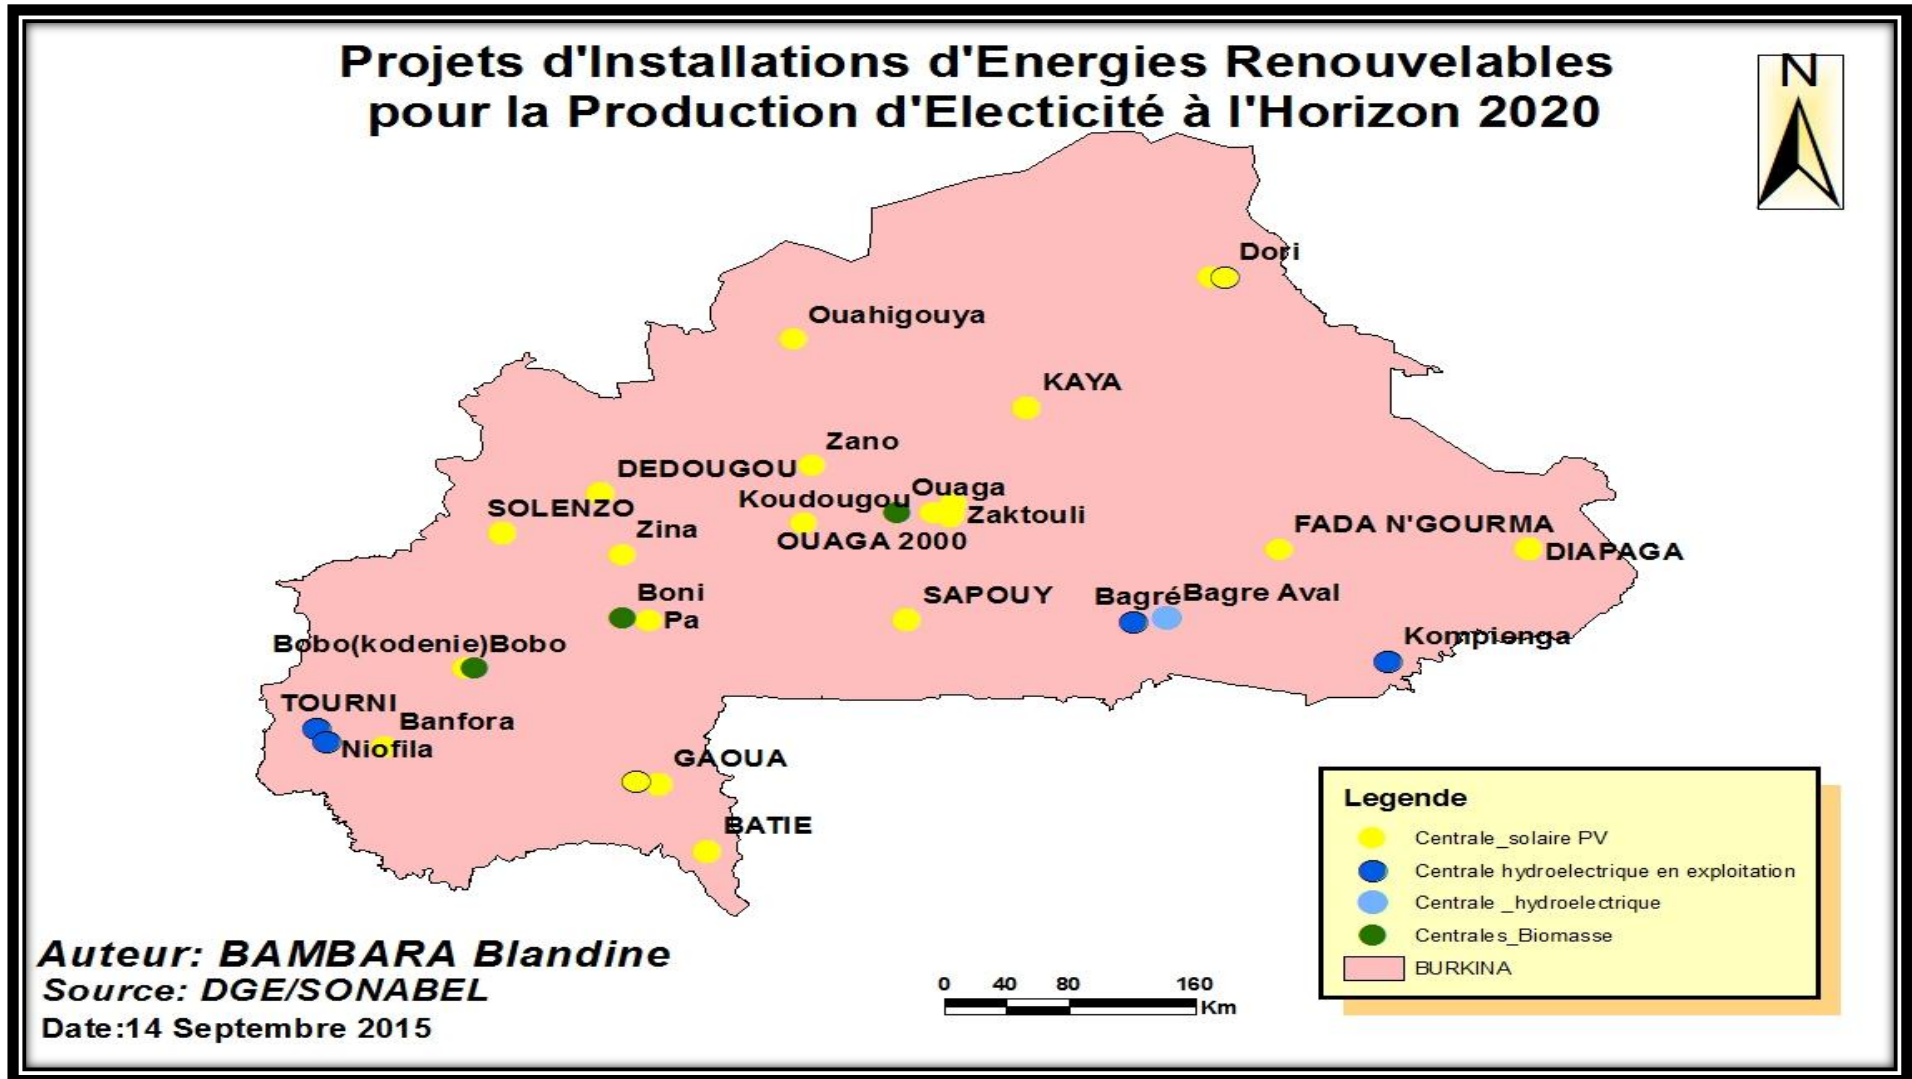 Projets d'Installations d'Energies Renouvelables
pour la Production d'Electicité à l'Horizon 2020
N
Dori
Ouahigouya
KAYA
Zano
DEDOUGOU
Ouaga
Koudougou
SOLENZO
Zaktouli
Zina
FADA N'GOURMA
OUAGA 2000
DIAPAGA
Boni
SAPOUY
Bagré
Bagre Aval
Pa
Kompienga
Bobo(kodenie)
Bobo
TOURNI
Banfora
Niofila
GAOUA
BATIE
Legende
Centrale_solaire PV
Centrale hydroelectrique en exploitation
Centrale _hydroelectrique
Centrales_Biomasse
BURKINA
Auteur: BAMBARA Blandine
Source: DGE/SONABEL
Date:14 Septembre 2015
0 40 80 160
Km